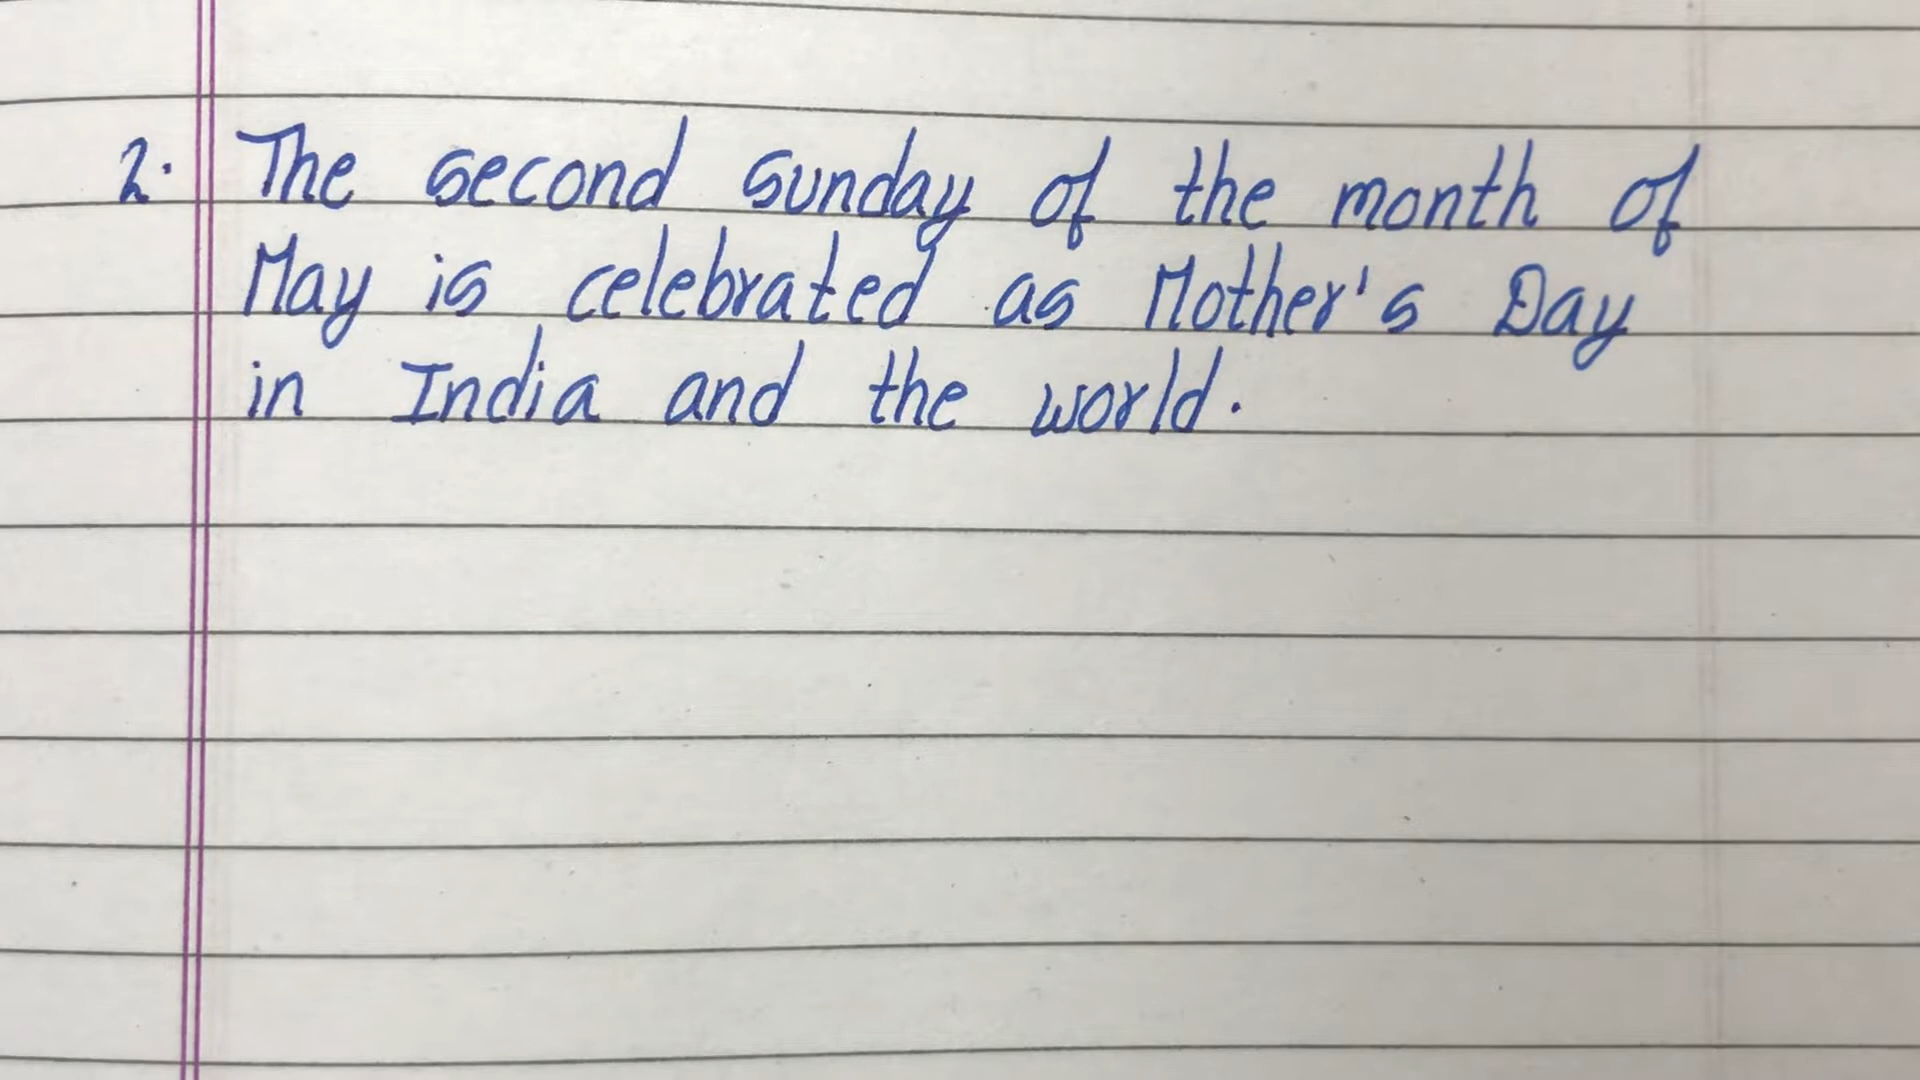 2. The second sunday of the month of
May is celebrated as Mother's Day
in India and the world.